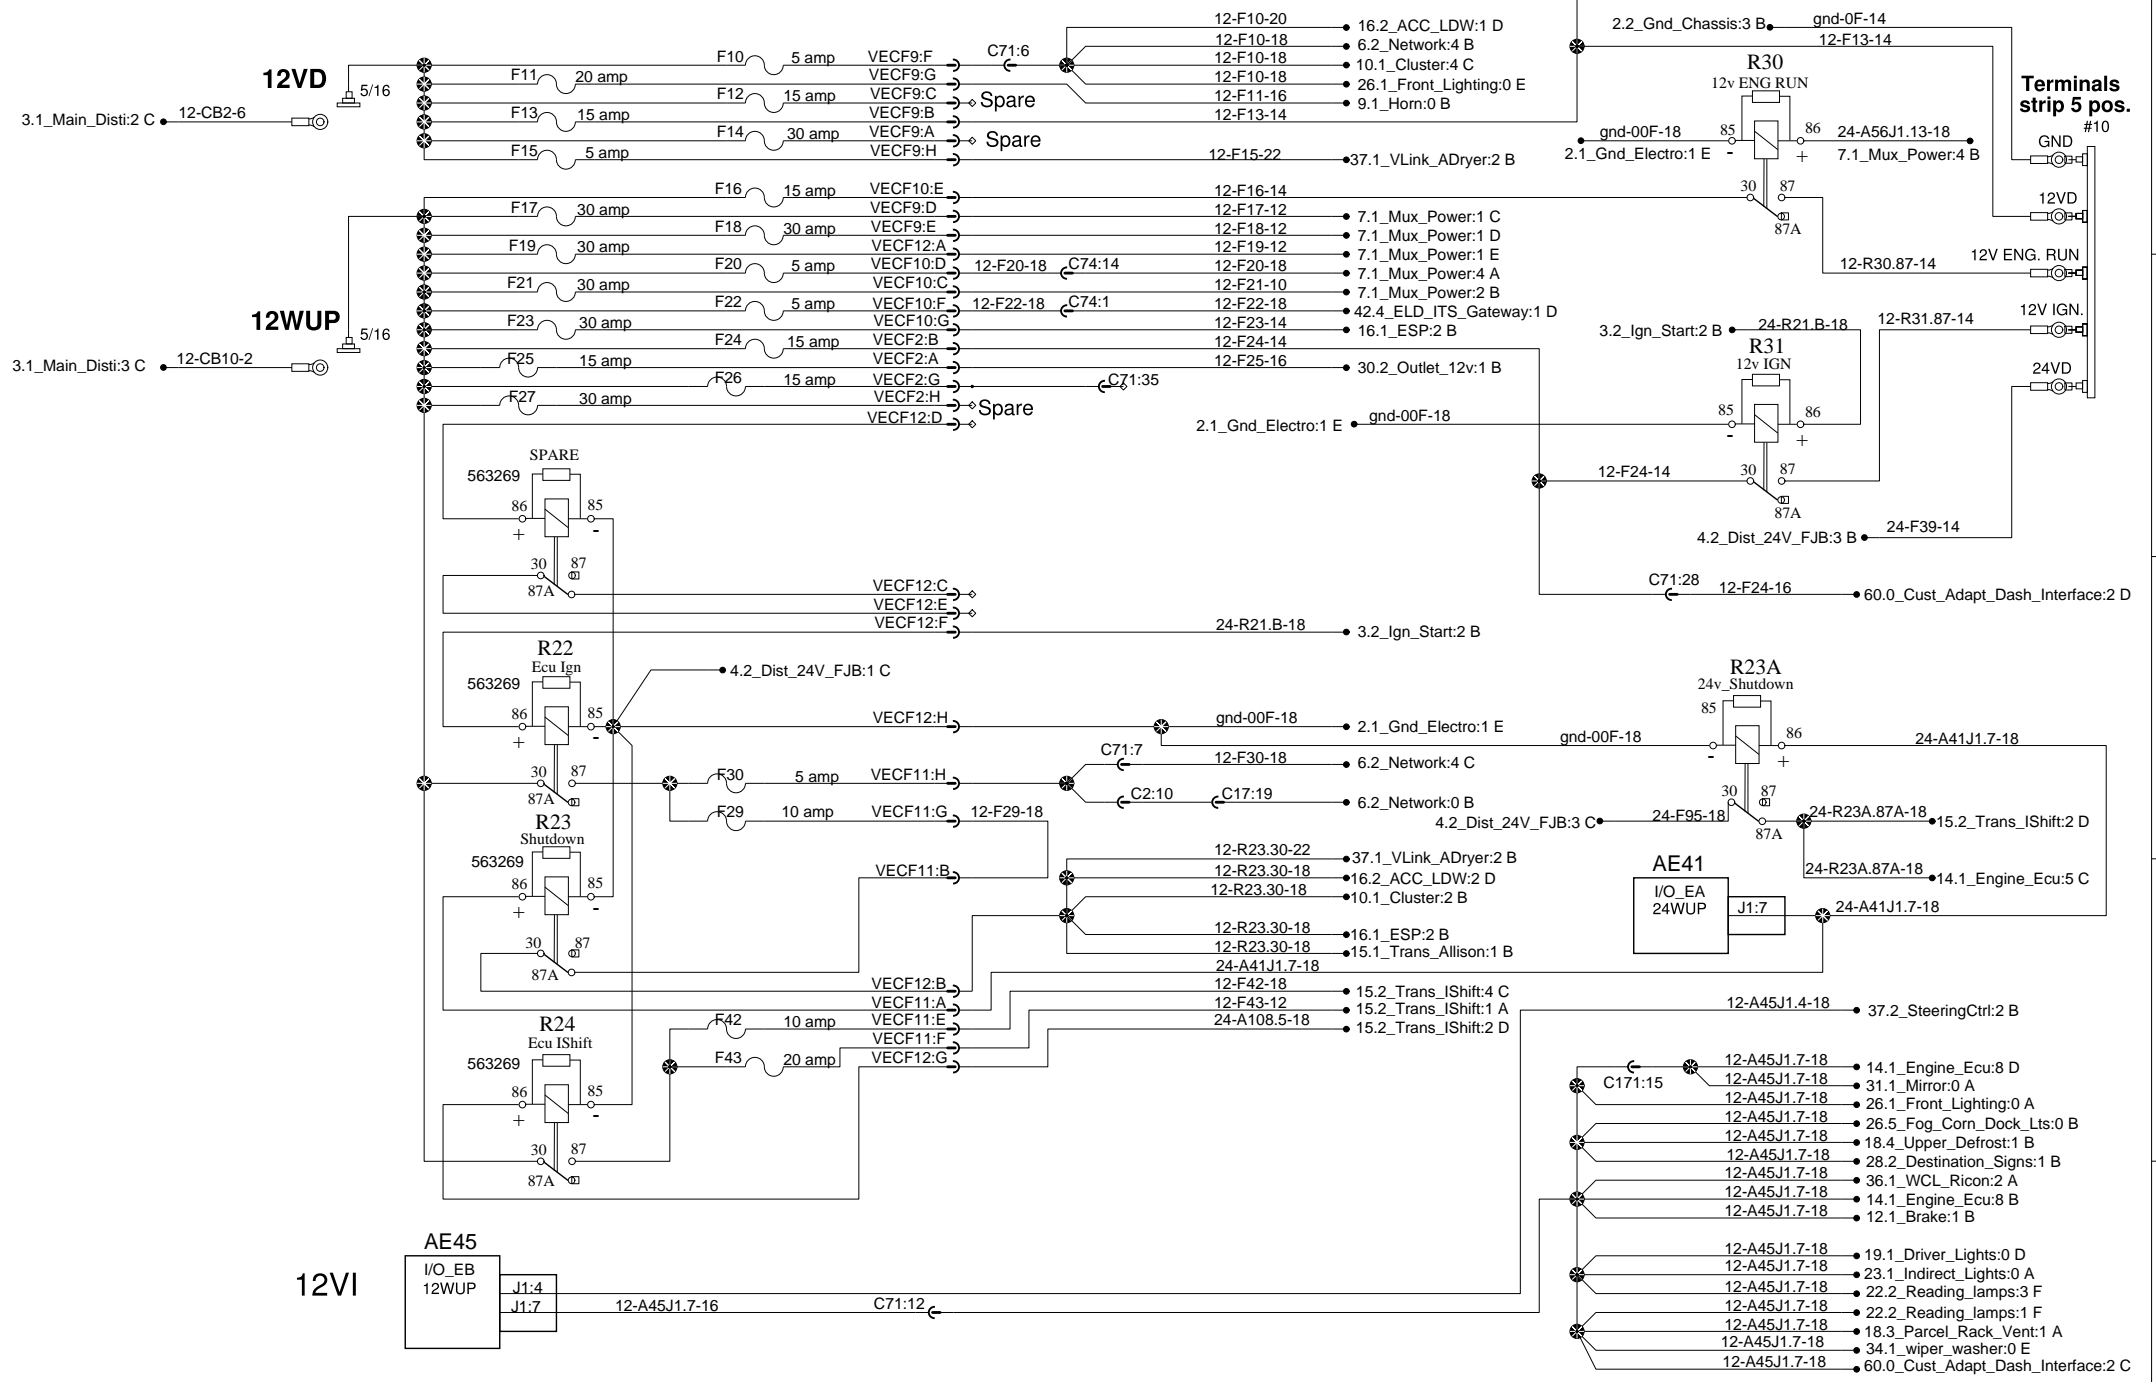 12VD
5/16
3.1_Main_Disti:2 C
12-CB2-6
F10 5 amp VECF9:F C71:6
F11 20 amp VECF9:G
F12 15 amp VECF9:C Spare
F13 15 amp VECF9:B
F14 30 amp VECF9:A Spare
F15 5 amp VECF9:H
12-F10-20 16.2_ACC_LDW:1 D
12-F10-18 6.2_Network:4 B
12-F10-18 10.1_Cluster:4 C
12-F10-18 26.1_Front_Lighting:0 E
12-F11-16 9.1_Horn:0 B
12-F13-14
12-F15-22 37.1_VLink_ADryer:2 B
2.2_Gnd_Chassis:3 B gnd-0F-14
12-F13-14
R30
12v ENG RUN
gnd-00F-18 85 86 24-A56J1.13-18
2.1_Gnd_Electro:1 E - + 7.1_Mux_Power:4 B
30 87
87A
Terminals
strip 5 pos.
#10
GND
12VD
12V ENG. RUN
12-R30.87-14
12V IGN.
12-R31.87-14
24VD
12WUP
5/16
3.1_Main_Disti:3 C
12-CB10-2
F16 15 amp VECF10:E 12-F16-14
F17 30 amp VECF9:D 12-F17-12 7.1_Mux_Power:1 C
F18 30 amp VECF9:E 12-F18-12 7.1_Mux_Power:1 D
F19 30 amp VECF12:A 12-F19-12 7.1_Mux_Power:1 E
F20 5 amp VECF10:D 12-F20-18 C74:14 12-F20-18 7.1_Mux_Power:4 A
F21 30 amp VECF10:C 12-F21-10 7.1_Mux_Power:2 B
F22 5 amp VECF10:F 12-F22-18 C74:1 12-F22-18 42.4_ELD_ITS_Gateway:1 D
F23 30 amp VECF10:G 12-F23-14 16.1_ESP:2 B
F24 15 amp VECF2:B 12-F24-14
F25 15 amp VECF2:A 12-F25-16 30.2_Outlet_12v:1 B
F26 15 amp VECF2:G C71:35
F27 30 amp VECF2:H Spare
VECF12:D
3.2_Ign_Start:2 B 24-R21.B-18
R31
12v IGN
2.1_Gnd_Electro:1 E gnd-00F-18 85 86
- +
12-F24-14 30 87
87A
4.2_Dist_24V_FJB:3 B 24-F39-14
C71:28 12-F24-16 60.0_Cust_Adapt_Dash_Interface:2 D
SPARE
563269
86 85
+ -
30 87
87A
VECF12:C
VECF12:E
VECF12:F 24-R21.B-18 3.2_Ign_Start:2 B
R22
Ecu Ign
563269
4.2_Dist_24V_FJB:1 C
86 85
+ -
VECF12:H gnd-00F-18 2.1_Gnd_Electro:1 E
30 87
87A
F30 5 amp VECF11:H
C71:7 12-F30-18 6.2_Network:4 C
C2:10 C17:19 6.2_Network:0 B
F29 10 amp VECF11:G 12-F29-18
R23A
24v_Shutdown
85
gnd-00F-18 86 24-A41J1.7-18
- +
30 87
4.2_Dist_24V_FJB:3 C 24-F95-18
87A
24-R23A.87A-18 15.2_Trans_IShift:2 D
24-R23A.87A-18 14.1_Engine_Ecu:5 C
R23
Shutdown
563269
86 85
+ -
30 87
87A
VECF11:B
12-R23.30-22 37.1_VLink_ADryer:2 B
12-R23.30-18 16.2_ACC_LDW:2 D
12-R23.30-18 10.1_Cluster:2 B
12-R23.30-18 16.1_ESP:2 B
12-R23.30-18 15.1_Trans_Allison:1 B
24-A41J1.7-18
AE41
I/O_EA
24WUP
J1:7
24-A41J1.7-18
VECF12:B
VECF11:A
12-F42-18 15.2_Trans_IShift:4 C
12-F43-12 15.2_Trans_IShift:1 A
24-A108.5-18 15.2_Trans_IShift:2 D
R24
Ecu IShift
563269
86 85
+ -
30 87
87A
F42 10 amp VECF11:E
VECF11:F
F43 20 amp VECF12:G
12-A45J1.4-18 37.2_SteeringCtrl:2 B
C171:15
12-A45J1.7-18 14.1_Engine_Ecu:8 D
12-A45J1.7-18 31.1_Mirror:0 A
12-A45J1.7-18 26.1_Front_Lighting:0 A
12-A45J1.7-18 26.5_Fog_Corn_Dock_Lts:0 B
12-A45J1.7-18 18.4_Upper_Defrost:1 B
12-A45J1.7-18 28.2_Destination_Signs:1 B
12-A45J1.7-18 36.1_WCL_Ricon:2 A
12-A45J1.7-18 14.1_Engine_Ecu:8 B
12-A45J1.7-18 12.1_Brake:1 B
12-A45J1.7-18 19.1_Driver_Lights:0 D
12-A45J1.7-18 23.1_Indirect_Lights:0 A
12-A45J1.7-18 22.2_Reading_lamps:3 F
12-A45J1.7-18 22.2_Reading_lamps:1 F
12-A45J1.7-18 18.3_Parcel_Rack_Vent:1 A
12-A45J1.7-18 34.1_wiper_washer:0 E
12-A45J1.7-18 60.0_Cust_Adapt_Dash_Interface:2 C
12VI
AE45
I/O_EB
12WUP
J1:4
J1:7
12-A45J1.7-16 C71:12